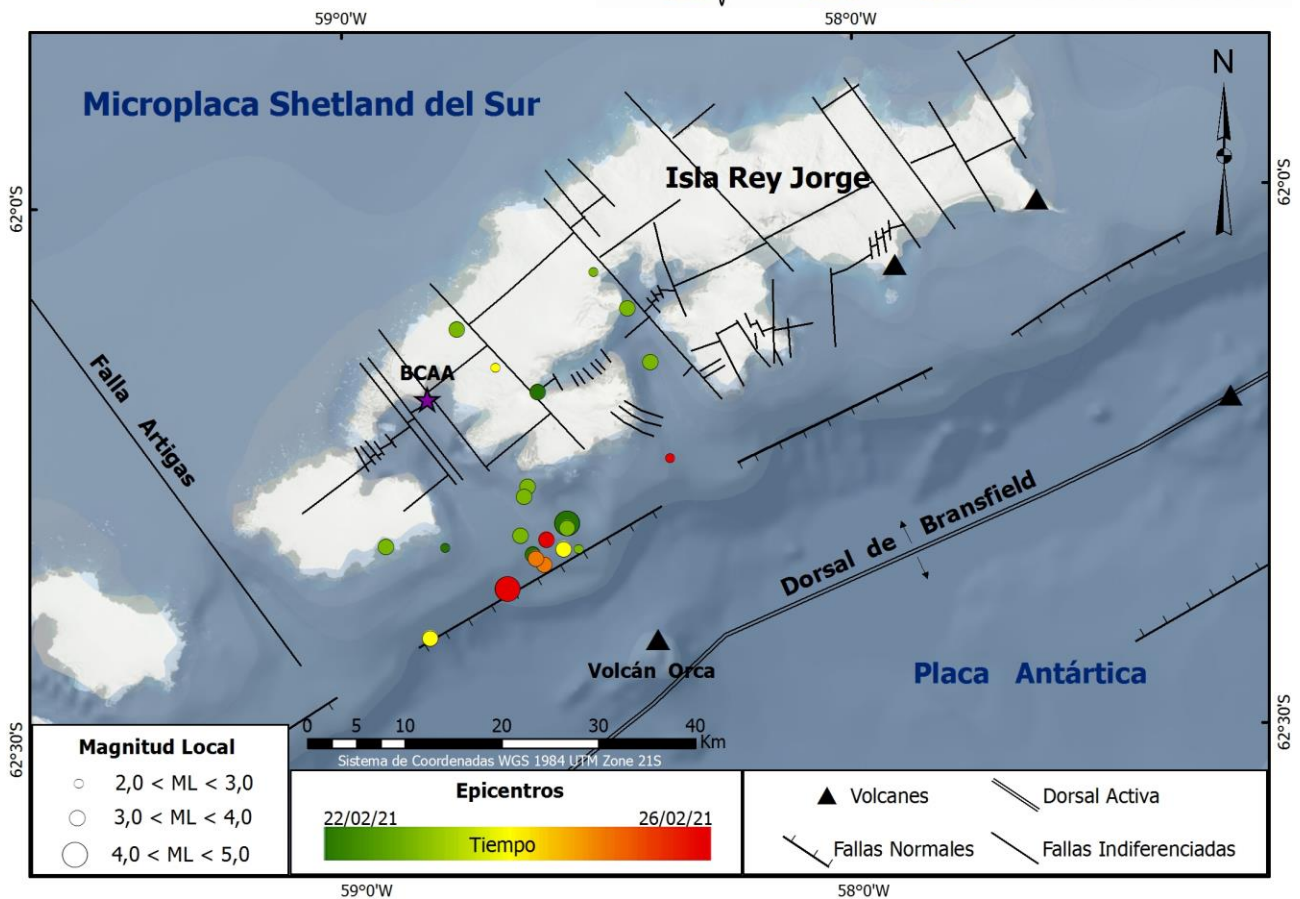 59°0'W
58°0'W
Microplaca Shetland del Sur
N
Isla Rey Jorge
62°0'S
62°0'S
Falla Artigas
BCAA
Dorsal de Bransfield
Volcán Orca
Placa Antártica
62°30'S
62°30'S
0 5 10 20 30 40
Km
Sistema de Coordenadas WGS 1984 UTM Zone 21S
Magnitud Local
2,0 < ML < 3,0
3,0 < ML < 4,0
4,0 < ML < 5,0
Epicentros
22/02/21 26/02/21
Tiempo
Volcanes
Dorsal Activa
Fallas Normales
Fallas Indiferenciadas
59°0'W
58°0'W